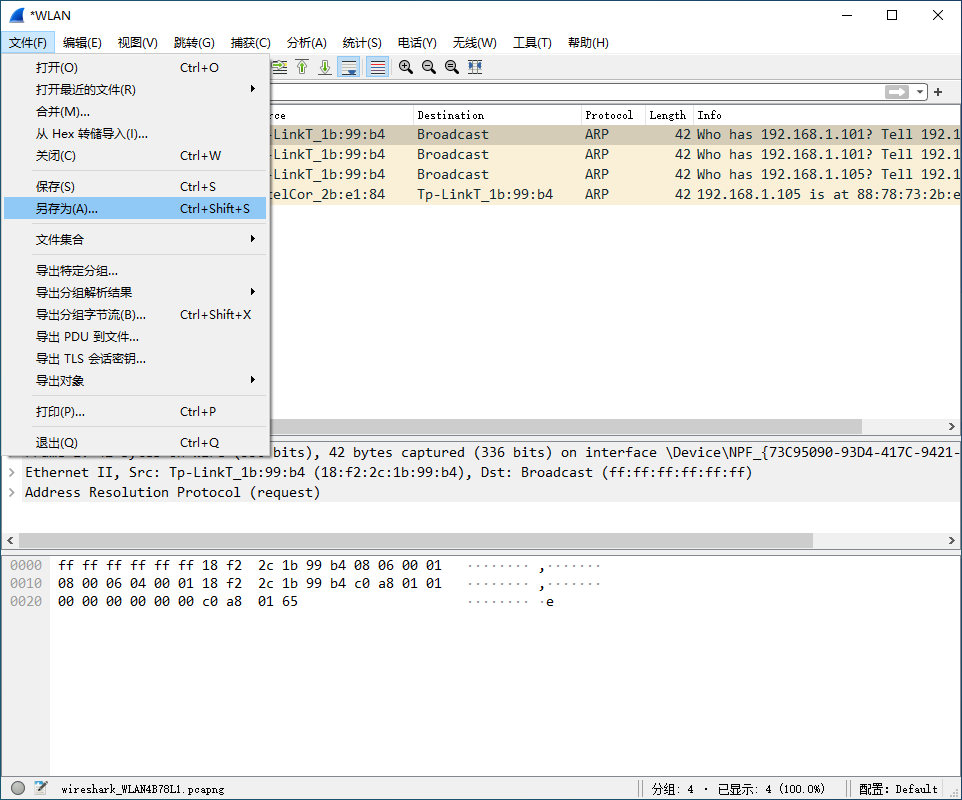 *WLAN
文件(F) 编辑(E) 视图(V) 跳转(G) 捕获(C) 分析(A) 统计(S) 电话(Y) 无线(W) 工具(T) 帮助(H)
打开(O) Ctrl+O
打开最近的文件(R)
合并(M)...
从 Hex 转储导入(I)...
关闭(C) Ctrl+W
保存(S) Ctrl+S
另存为(A)... Ctrl+Shift+S
文件集合
导出特定分组...
导出分组解析结果
导出分组字节流(B)... Ctrl+Shift+X
导出 PDU 到文件...
导出 TLS 会话密钥...
导出对象
打印(P)... Ctrl+P
退出(Q) Ctrl+Q
rce Destination Protocol Length Info
-LinkT_1b:99:b4 Broadcast ARP 42 Who has 192.168.1.101? Tell 192.1
-LinkT_1b:99:b4 Broadcast ARP 42 Who has 192.168.1.101? Tell 192.1
-LinkT_1b:99:b4 Broadcast ARP 42 Who has 192.168.1.105? Tell 192.1
telCor_2b:e1:84 Tp-LinkT_1b:99:b4 ARP 42 192.168.1.105 is at 88:78:73:2b:e
bits), 42 bytes captured (336 bits) on interface \Device\NPF_{73C95090-93D4-417C-9421-
Ethernet II, Src: Tp-LinkT_1b:99:b4 (18:f2:2c:1b:99:b4), Dst: Broadcast (ff:ff:ff:ff:ff:ff)
Address Resolution Protocol (request)
0000 ff ff ff ff ff ff 18 f2 2c 1b 99 b4 08 06 00 01 ········ ,·······
0010 08 00 06 04 00 01 18 f2 2c 1b 99 b4 c0 a8 01 01 ········ ,·······
0020 00 00 00 00 00 00 c0 a8 01 65 ········ ·e
wireshark_WLAN4B78L1.pcapng 分组: 4 · 已显示: 4 (100.0%) 配置: Default